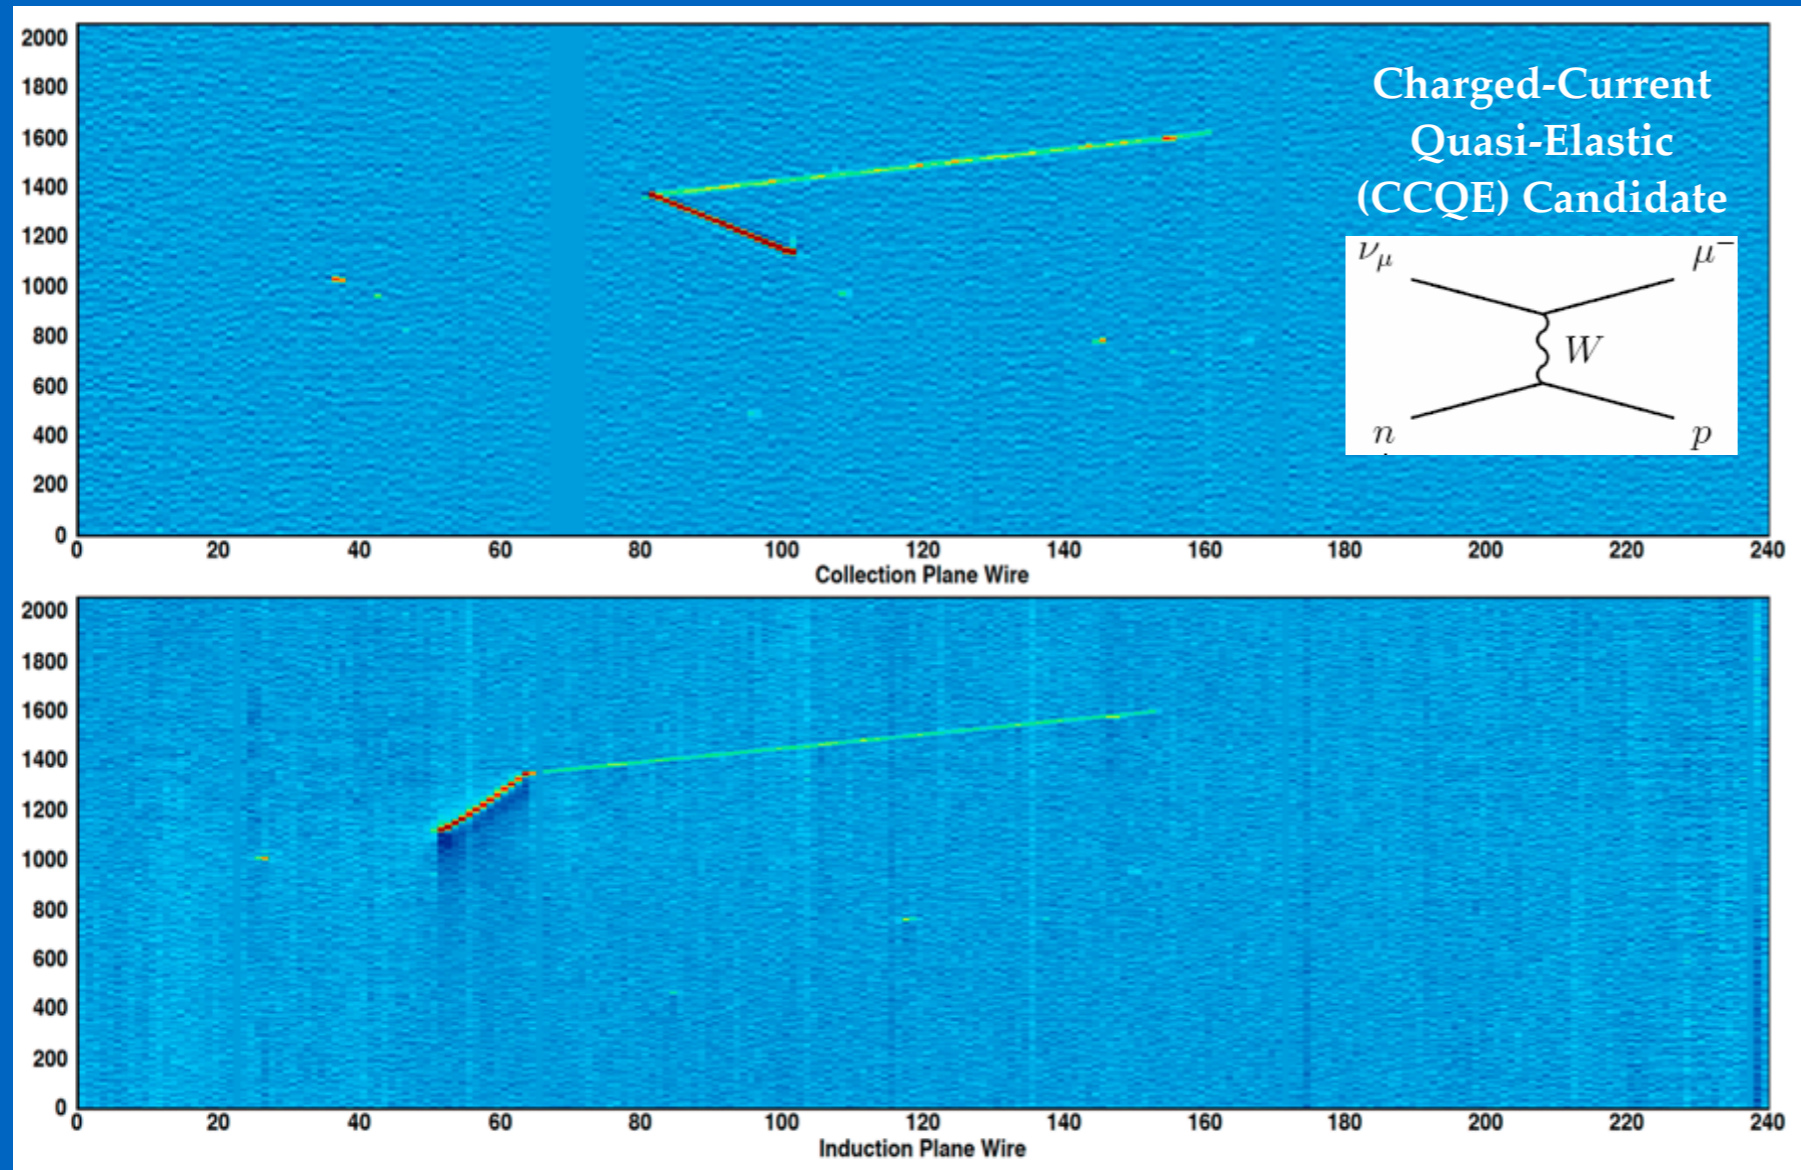 2000
1800
1600
1400
1200
1000
800
600
400
200
0
0 20 40 60 80 100 120 140 160 180 200 220 240
Collection Plane Wire
Charged-Current
Quasi-Elastic
(CCQE) Candidate
νμ μ−
W
n p
2000
1800
1600
1400
1200
1000
800
600
400
200
0
0 20 40 60 80 100 120 140 160 180 200 220 240
Induction Plane Wire